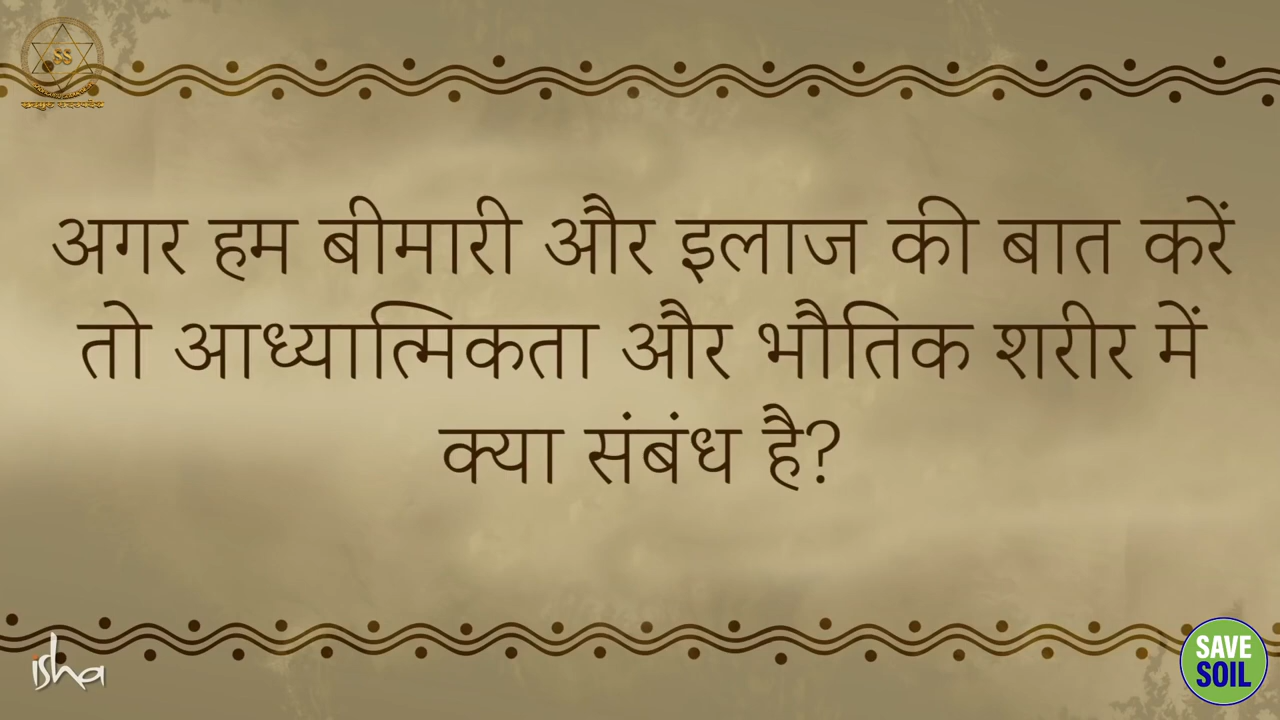 अगर हम बीमारी और इलाज की बात करें
तो आध्यात्मिकता और भौतिक शरीर में
क्या संबंध है?
isha
SAVE
SOIL